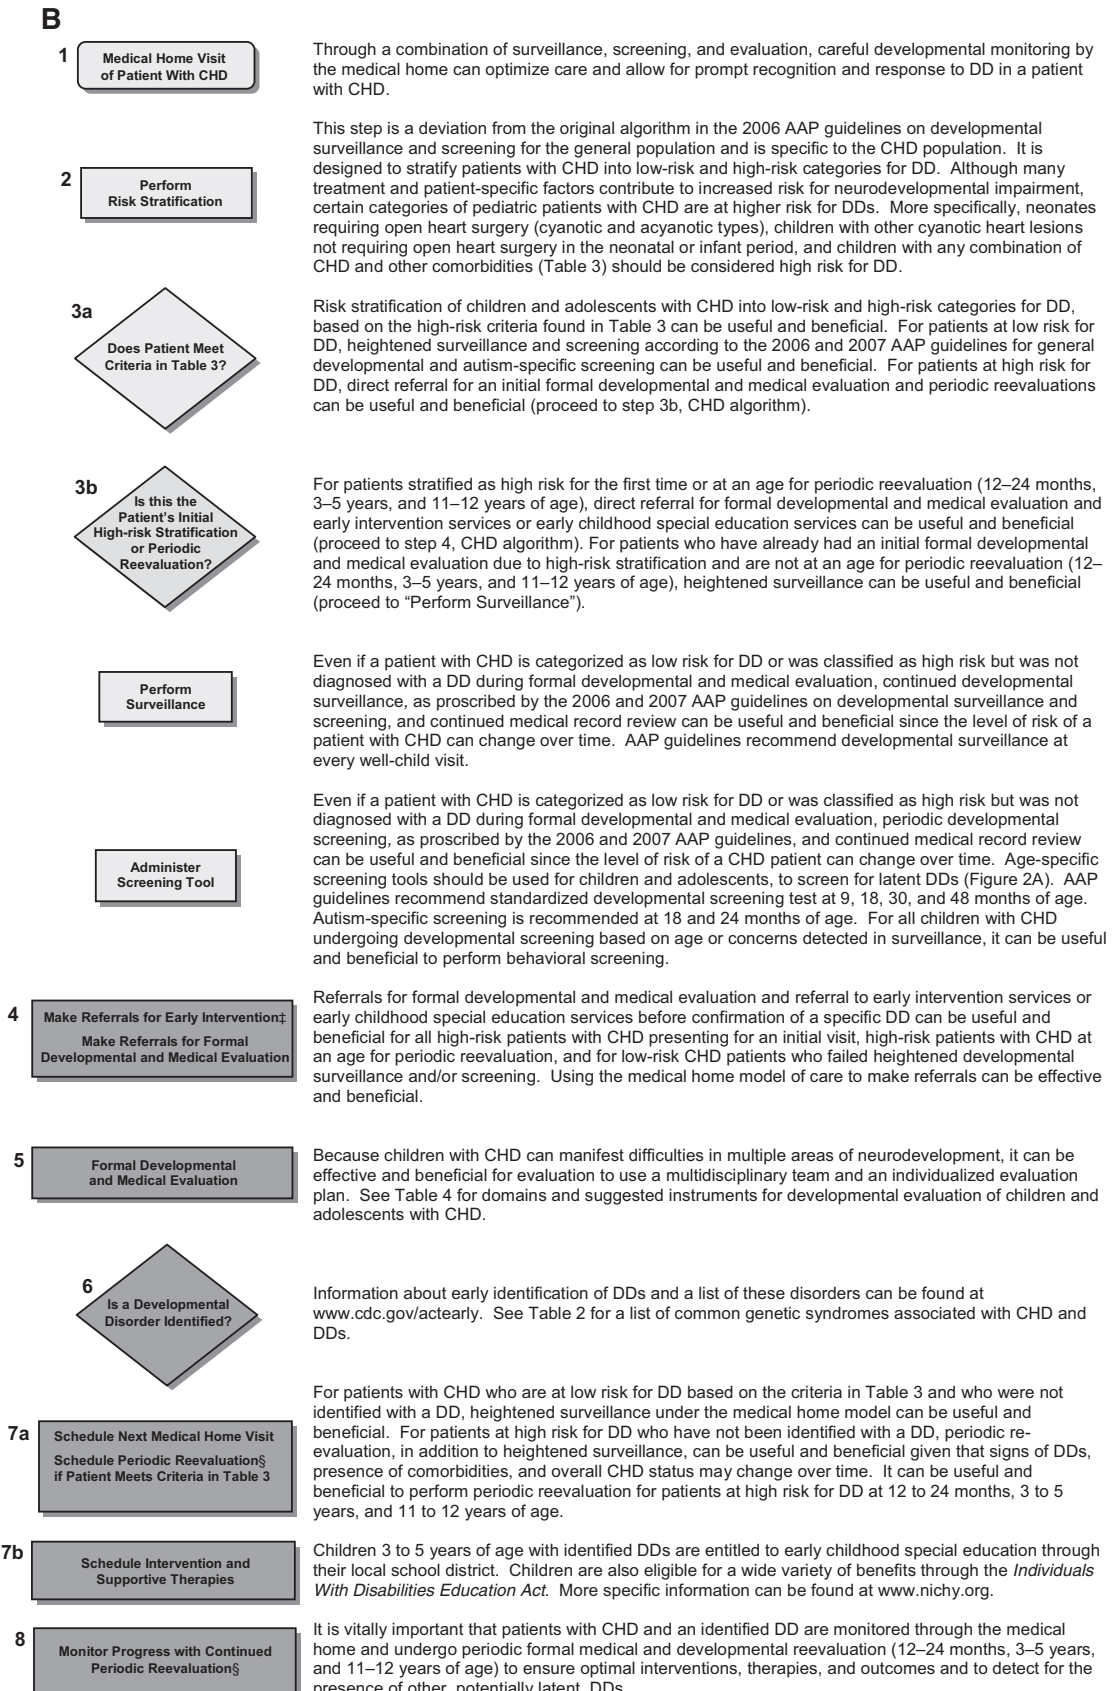 B
1
Medical Home Visit
of Patient With CHD
Through a combination of surveillance, screening, and evaluation, careful developmental monitoring by
the medical home can optimize care and allow for prompt recognition and response to DD in a patient
with CHD.
2
Perform
Risk Stratification
This step is a deviation from the original algorithm in the 2006 AAP guidelines on developmental
surveillance and screening for the general population and is specific to the CHD population. It is
designed to stratify patients with CHD into low-risk and high-risk categories for DD. Although many
treatment and patient-specific factors contribute to increased risk for neurodevelopmental impairment,
certain categories of pediatric patients with CHD are at higher risk for DDs. More specifically, neonates
requiring open heart surgery (cyanotic and acyanotic types), children with other cyanotic heart lesions
not requiring open heart surgery in the neonatal or infant period, and children with any combination of
CHD and other comorbidities (Table 3) should be considered high risk for DD.
3a
Does Patient Meet
Criteria in Table 3?
Risk stratification of children and adolescents with CHD into low-risk and high-risk categories for DD,
based on the high-risk criteria found in Table 3 can be useful and beneficial. For patients at low risk for
DD, heightened surveillance and screening according to the 2006 and 2007 AAP guidelines for general
developmental and autism-specific screening can be useful and beneficial. For patients at high risk for
DD, direct referral for an initial formal developmental and medical evaluation and periodic reevaluations
can be useful and beneficial (proceed to step 3b, CHD algorithm).
3b
Is this the
Patient's Initial
High-risk Stratification
or Periodic
Reevaluation?
For patients stratified as high risk for the first time or at an age for periodic reevaluation (12–24 months,
3–5 years, and 11–12 years of age), direct referral for formal developmental and medical evaluation and
early intervention services or early childhood special education services can be useful and beneficial
(proceed to step 4, CHD algorithm). For patients who have already had an initial formal developmental
and medical evaluation due to high-risk stratification and are not at an age for periodic reevaluation (12–
24 months, 3–5 years, and 11–12 years of age), heightened surveillance can be useful and beneficial
(proceed to “Perform Surveillance”).
Perform
Surveillance
Even if a patient with CHD is categorized as low risk for DD or was classified as high risk but was not
diagnosed with a DD during formal developmental and medical evaluation, continued developmental
surveillance, as proscribed by the 2006 and 2007 AAP guidelines on developmental surveillance and
screening, and continued medical record review can be useful and beneficial since the level of risk of a
patient with CHD can change over time. AAP guidelines recommend developmental surveillance at
every well-child visit.
Administer
Screening Tool
Even if a patient with CHD is categorized as low risk for DD or was classified as high risk but was not
diagnosed with a DD during formal developmental and medical evaluation, periodic developmental
screening, as proscribed by the 2006 and 2007 AAP guidelines, and continued medical record review
can be useful and beneficial since the level of risk of a CHD patient can change over time. Age-specific
screening tools should be used for children and adolescents, to screen for latent DDs (Figure 2A). AAP
guidelines recommend standardized developmental screening test at 9, 18, 30, and 48 months of age.
Autism-specific screening is recommended at 18 and 24 months of age. For all children with CHD
undergoing developmental screening based on age or concerns detected in surveillance, it can be useful
and beneficial to perform behavioral screening.
4
Make Referrals for Early Intervention‡
Make Referrals for Formal
Developmental and Medical Evaluation
Referrals for formal developmental and medical evaluation and referral to early intervention services or
early childhood special education services before confirmation of a specific DD can be useful and
beneficial for all high-risk patients with CHD presenting for an initial visit, high-risk patients with CHD at
an age for periodic reevaluation, and for low-risk CHD patients who failed heightened developmental
surveillance and/or screening. Using the medical home model of care to make referrals can be effective
and beneficial.
5
Formal Developmental
and Medical Evaluation
Because children with CHD can manifest difficulties in multiple areas of neurodevelopment, it can be
effective and beneficial for evaluation to use a multidisciplinary team and an individualized evaluation
plan. See Table 4 for domains and suggested instruments for developmental evaluation of children and
adolescents with CHD.
6
Is a Developmental
Disorder Identified?
Information about early identification of DDs and a list of these disorders can be found at
www.cdc.gov/actearly. See Table 2 for a list of common genetic syndromes associated with CHD and
DDs.
7a
Schedule Next Medical Home Visit
Schedule Periodic Reevaluation§
if Patient Meets Criteria in Table 3
For patients with CHD who are at low risk for DD based on the criteria in Table 3 and who were not
identified with a DD, heightened surveillance under the medical home model can be useful and
beneficial. For patients at high risk for DD who have not been identified with a DD, periodic re-
evaluation, in addition to heightened surveillance, can be useful and beneficial given that signs of DDs,
presence of comorbidities, and overall CHD status may change over time. It can be useful and
beneficial to perform periodic reevaluation for patients at high risk for DD at 12 to 24 months, 3 to 5
years, and 11 to 12 years of age.
7b
Schedule Intervention and
Supportive Therapies
Children 3 to 5 years of age with identified DDs are entitled to early childhood special education through
their local school district. Children are also eligible for a wide variety of benefits through the Individuals
With Disabilities Education Act. More specific information can be found at www.nichy.org.
8
Monitor Progress with Continued
Periodic Reevaluation§
It is vitally important that patients with CHD and an identified DD are monitored through the medical
home and undergo periodic formal medical and developmental reevaluation (12–24 months, 3–5 years,
and 11–12 years of age) to ensure optimal interventions, therapies, and outcomes and to detect for the
presence of other, potentially latent, DDs.